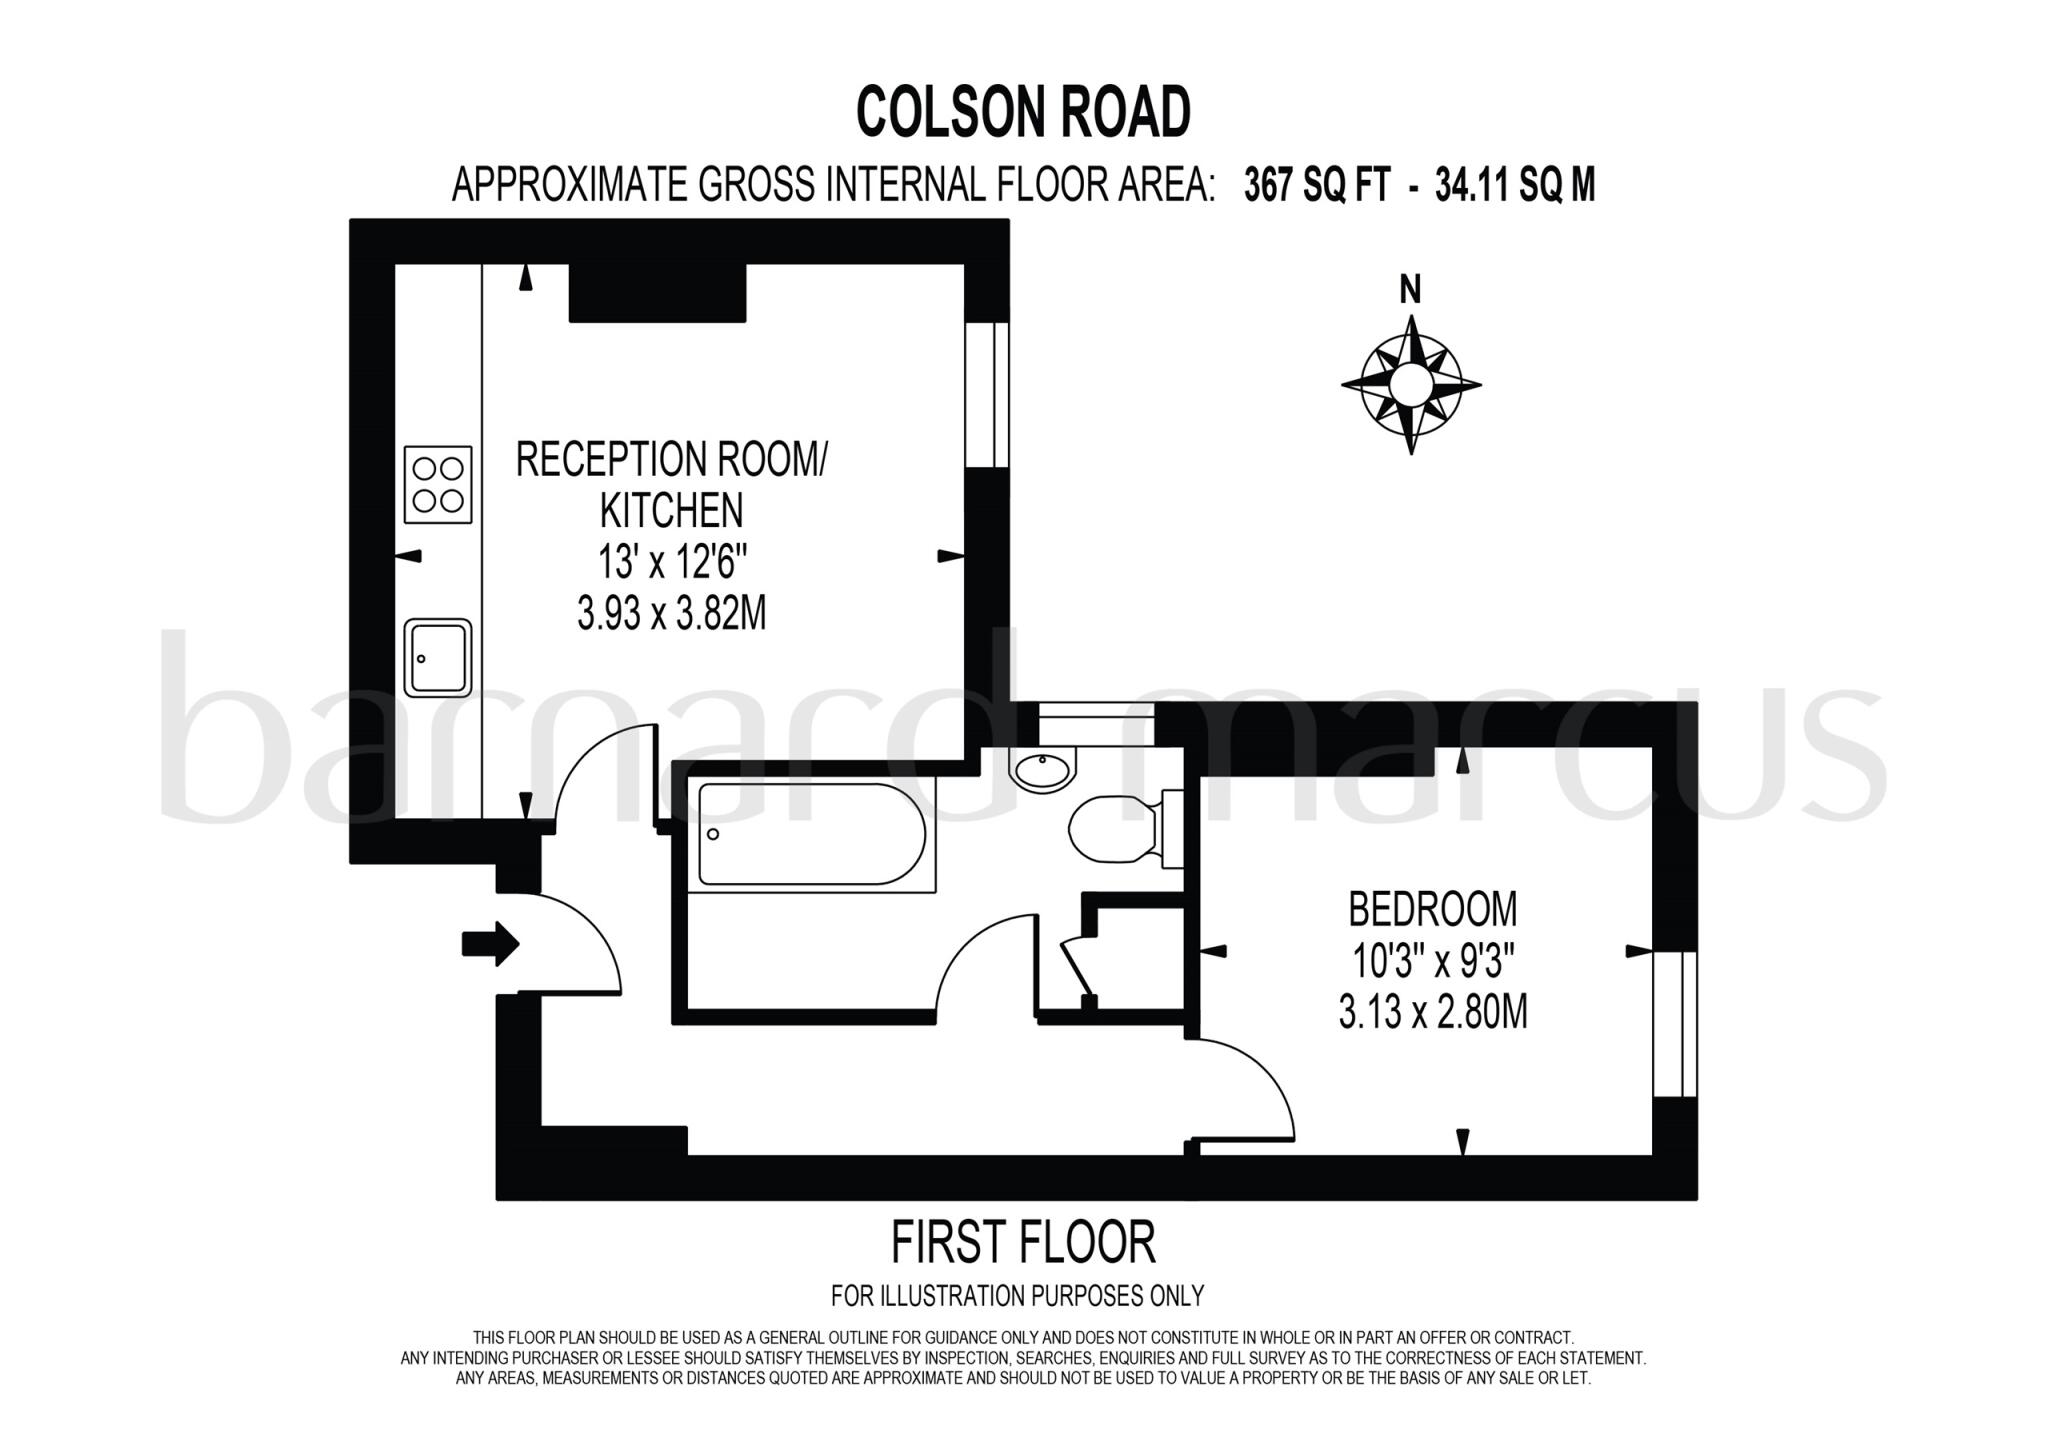 COLSON ROAD
APPROXIMATE GROSS INTERNAL FLOOR AREA: 367 SQ FT - 34.11 SQ M
N
RECEPTION ROOM/
KITCHEN
13' x 12'6"
3.93 x 3.82M
barnard marcus
BEDROOM
10'3" x 9'3"
3.13 x 2.80M
FIRST FLOOR
FOR ILLUSTRATION PURPOSES ONLY
THIS FLOOR PLAN SHOULD BE USED AS A GENERAL OUTLINE FOR GUIDANCE ONLY AND DOES NOT CONSTITUTE IN WHOLE OR IN PART AN OFFER OR CONTRACT.
ANY INTENDING PURCHASER OR LESSEE SHOULD SATISFY THEMSELVES BY INSPECTION, SEARCHES, ENQUIRIES AND FULL SURVEY AS TO THE CORRECTNESS OF EACH STATEMENT.
ANY AREAS, MEASUREMENTS OR DISTANCES QUOTED ARE APPROXIMATE AND SHOULD NOT BE USED TO VALUE A PROPERTY OR BE THE BASIS OF ANY SALE OR LET.